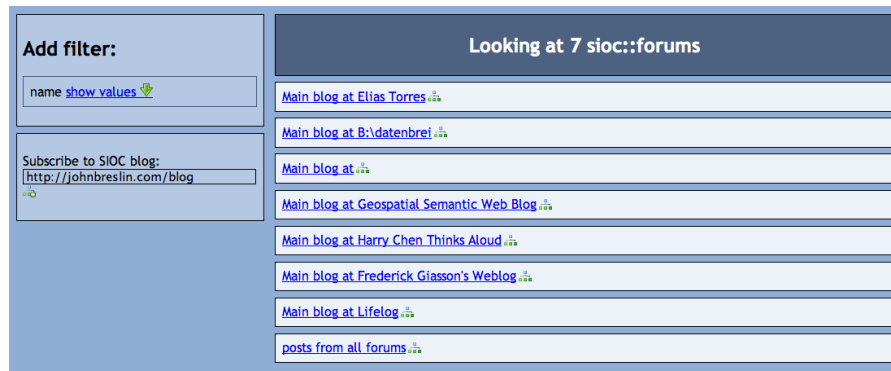 Add filter:
name show values
Subscribe to SIOC blog:
http://johnbreslin.com/blog
Looking at 7 sioc::forums
Main blog at Elias Torres
Main blog at B:\datenbrei
Main blog at
Main blog at Geospatial Semantic Web Blog
Main blog at Harry Chen Thinks Aloud
Main blog at Frederick Giasson's Weblog
Main blog at Lifelog
posts from all forums